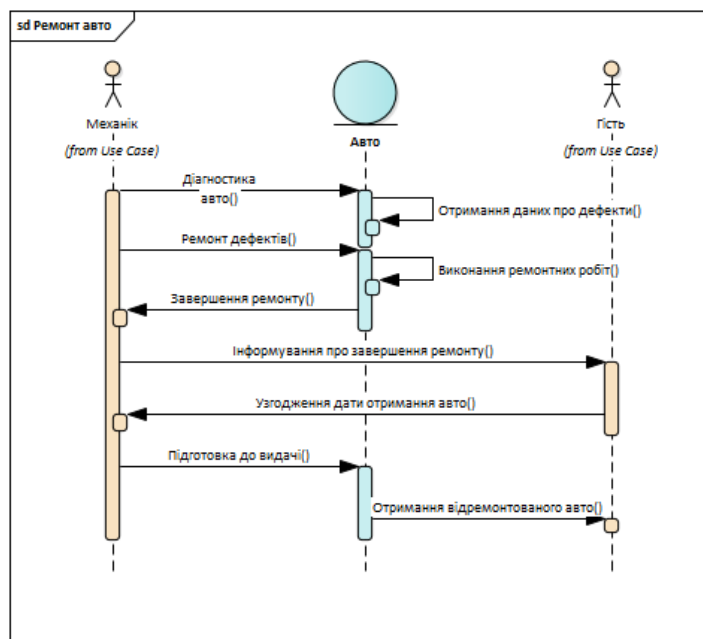 sd Ремонт авто
Механік
(from Use Case)
Авто
Гість
(from Use Case)
Діагностика
авто()
Отримання даних про дефекти()
Ремонт дефектів()
Виконання ремонтних робіт()
Завершення ремонту()
Інформування про завершення ремонту()
Узгодження дати отримання авто()
Підготовка до видачі()
Отримання відремонтованого авто()